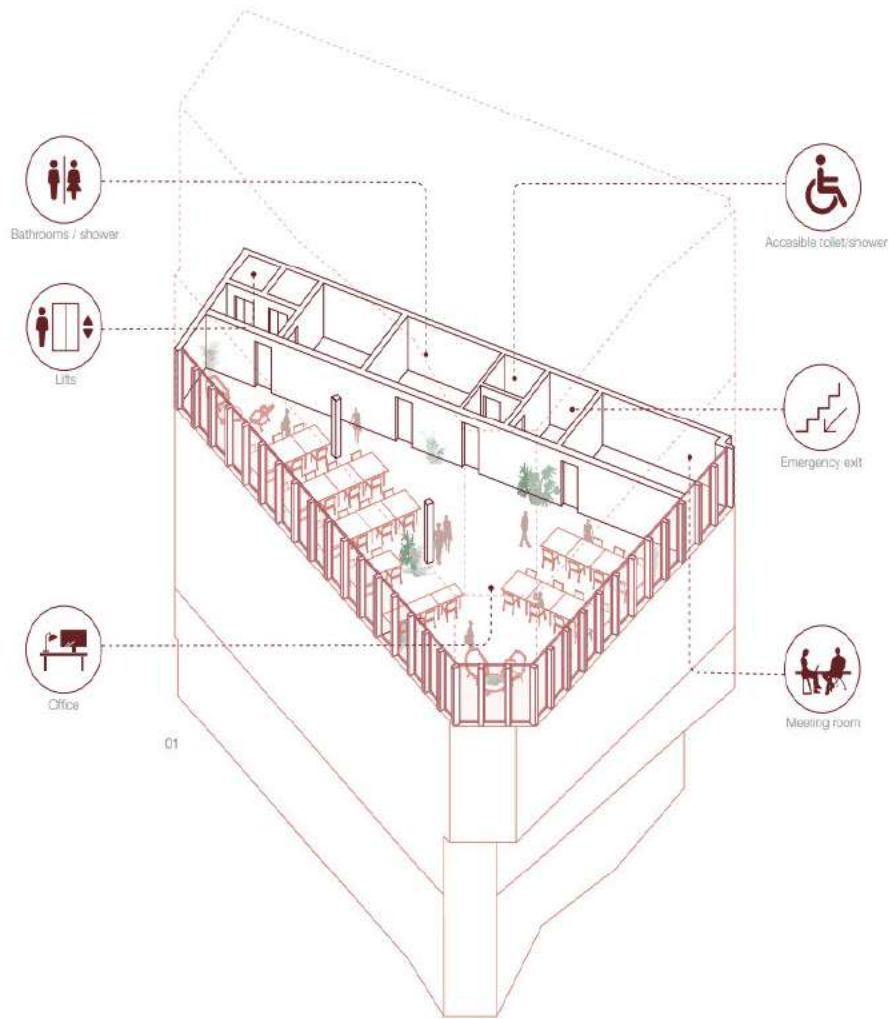 Bathrooms / shower
Accesible toilet/shower
Lifts
Emergency exit
Office
Meeting room
01